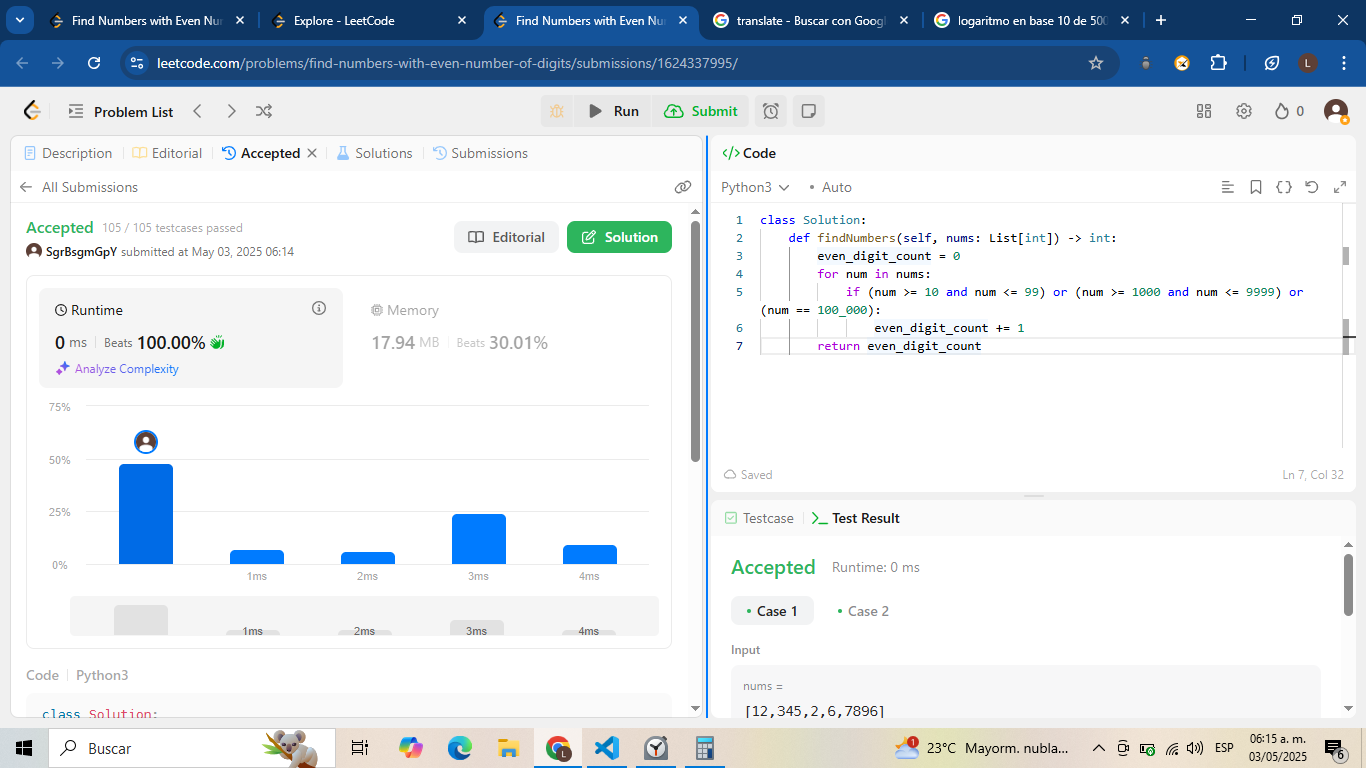 Find Numbers with Even Nur
Explore - LeetCode
Find Numbers with Even Nu
translate - Buscar con Googl
logaritmo en base 10 de 500
leetcode.com/problems/find-numbers-with-even-number-of-digits/submissions/1624337995/
L
Problem List
Run
Submit
0
Description
Editorial
Accepted
Solutions
Submissions
All Submissions
Accepted 105 / 105 testcases passed
SgrBsgmGpY submitted at May 03, 2025 06:14
Editorial
Solution
Runtime
0 ms Beats 100.00%
Analyze Complexity
Memory
17.94 MB Beats 30.01%
75%
50%
25%
0%
1ms 2ms 3ms 4ms
1ms 2ms 3ms 4ms
Code Python3
class Solution:
</> Code
Python3 Auto
1 class Solution:
2 def findNumbers(self, nums: List[int]) -> int:
3 even_digit_count = 0
4 for num in nums:
5 if (num >= 10 and num <= 99) or (num >= 1000 and num <= 9999) or
(num == 100_000):
6 even_digit_count += 1
7 return even_digit_count
Saved
Ln 7, Col 32
Testcase
Test Result
Accepted Runtime: 0 ms
Case 1
Case 2
Input
nums =
[12,345,2,6,7896]
Buscar
1
23°C Mayorm. nubla...
ESP
06:15 a. m.
03/05/2025
6